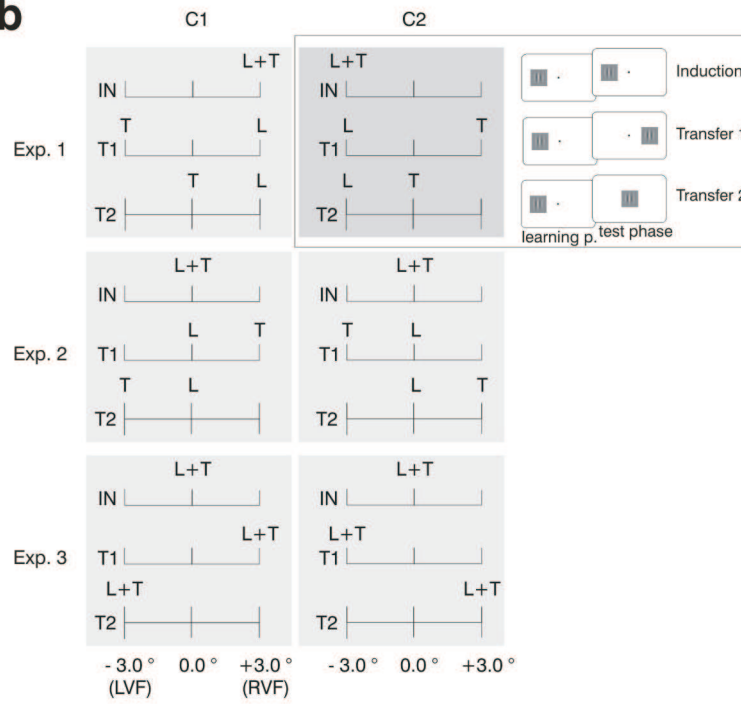 b
C1 C2
Exp. 1
L+T
IN
T L
T1
T L
T2
L+T
IN
L T
T1
L T
T2
Induction
Transfer 1
Transfer 2
learning p. test phase
Exp. 2
L+T
IN
L T
T1
T L
T2
L+T
IN
T L
T1
L T
T2
Exp. 3
L+T
IN
L+T
T1
L+T
T2
L+T
IN
L+T
T1
L+T
T2
- 3.0 ° 0.0 ° +3.0 ° - 3.0 ° 0.0 ° +3.0 °
(LVF) (RVF)